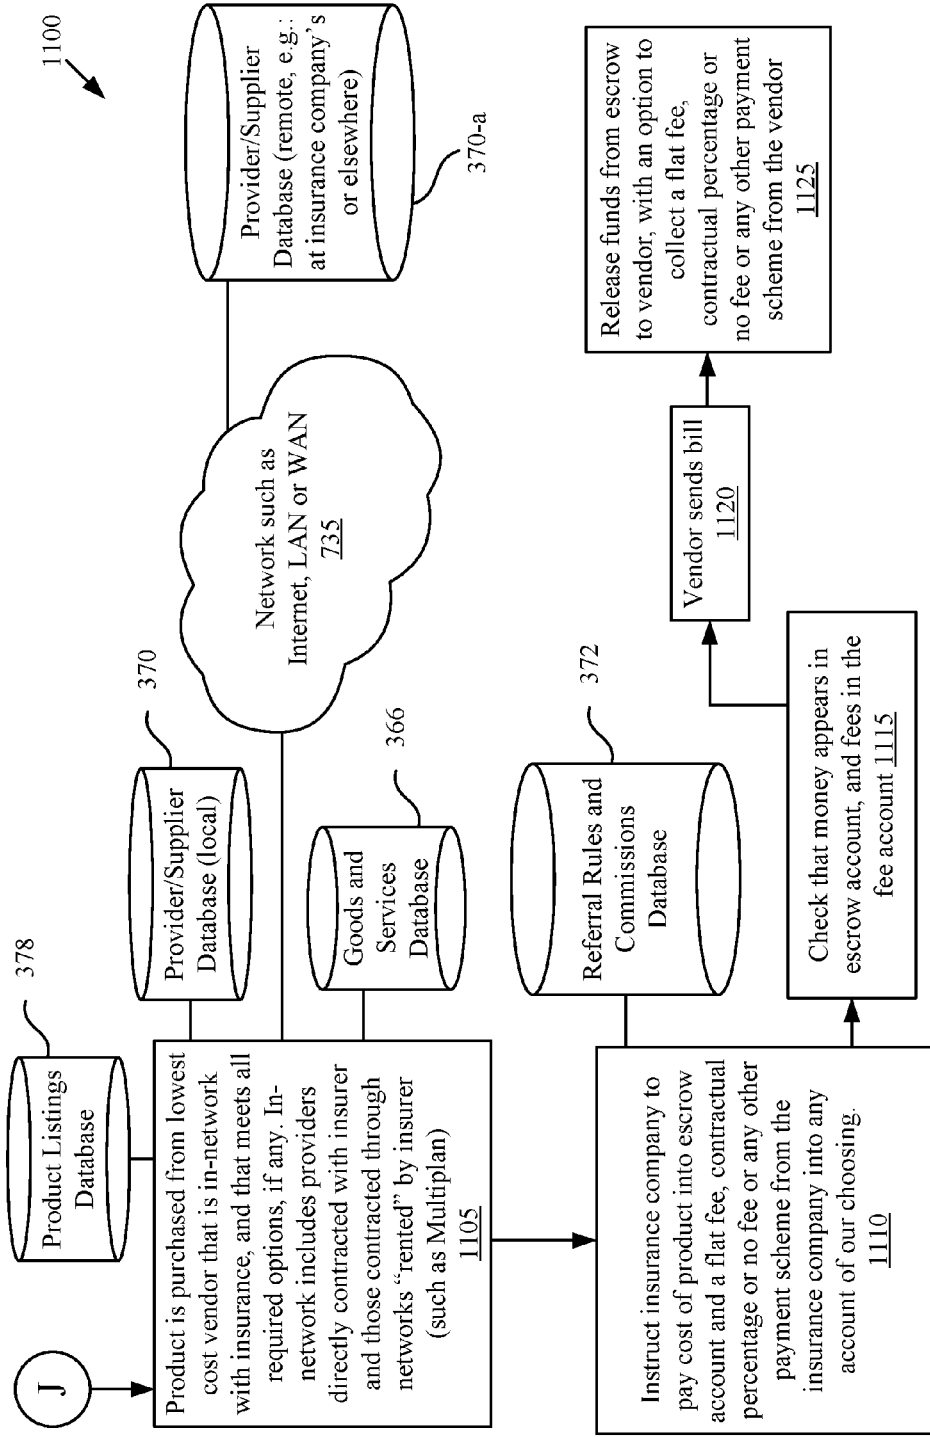 1100
J
378
Product Listings
Database
370
Provider/Supplier
Database (local)
Network such as
Internet, LAN or WAN
735
Provider/Supplier
Database (remote, e.g.:
at insurance company's
or elsewhere)
370-a
Product is purchased from lowest
cost vendor that is in-network
with insurance, and that meets all
required options, if any. In-
network includes providers
directly contracted with insurer
and those contracted through
networks “rented” by insurer
(such as Multiplan)
1105
Goods and
Services
Database
366
Referral Rules and
Commissions
Database
372
Instruct insurance company to
pay cost of product into escrow
account and a flat fee, contractual
percentage or no fee or any other
payment scheme from the
insurance company into any
account of our choosing.
1110
Check that money appears in
escrow account, and fees in the
fee account 1115
Vendor sends bill
1120
Release funds from escrow
to vendor, with an option to
collect a flat fee,
contractual percentage or
no fee or any other payment
scheme from the vendor
1125